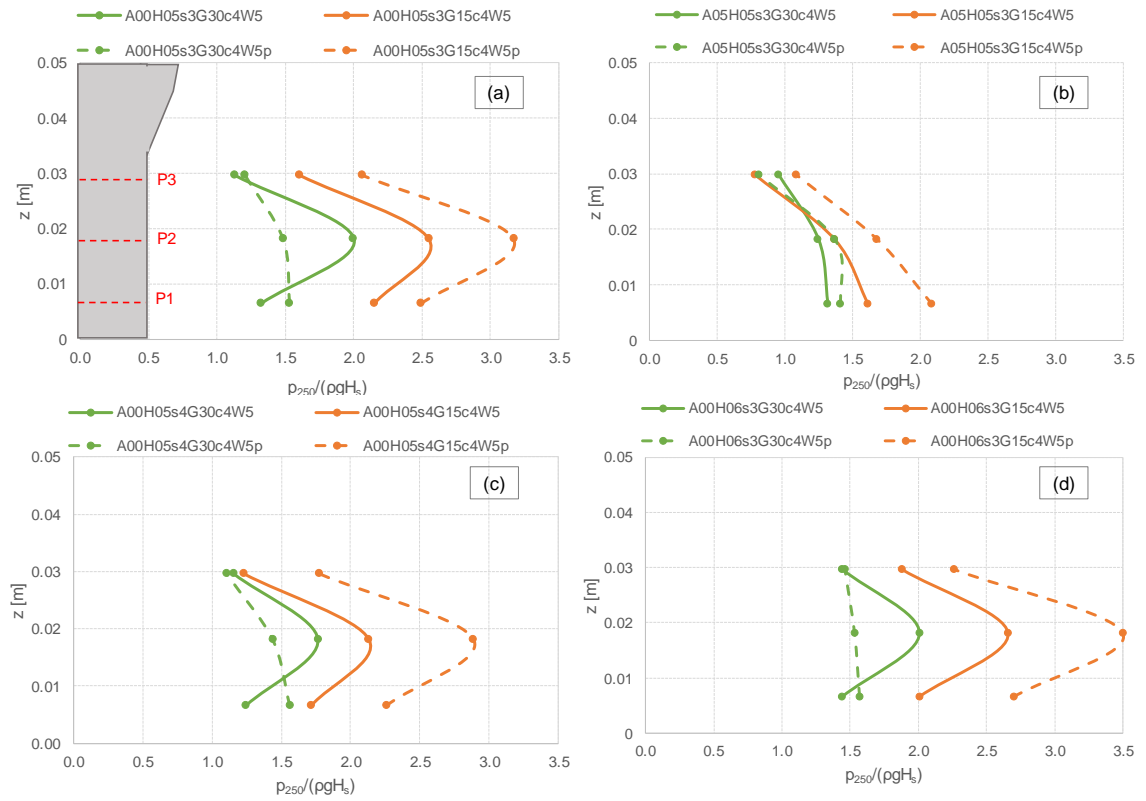 A00H05s3G30c4W5
A00H05s3G15c4W5
A00H05s3G30c4W5p
A00H05s3G15c4W5p
0.05
0.04
0.03
0.02
0.01
0
z [m]
(a)
P3
P2
P1
0.0 0.5 1.0 1.5 2.0 2.5 3.0 3.5
p250/(ρgHs)
A05H05s3G30c4W5
A05H05s3G15c4W5
A05H05s3G30c4W5p
A05H05s3G15c4W5p
0.05
0.04
0.03
0.02
0.01
0
z [m]
(b)
0.0 0.5 1.0 1.5 2.0 2.5 3.0 3.5
p250/(ρgHs)
A00H05s4G30c4W5
A00H05s4G15c4W5
A00H05s4G30c4W5p
A00H05s4G15c4W5p
0.05
0.04
0.03
0.02
0.01
0.00
z [m]
(c)
0.0 0.5 1.0 1.5 2.0 2.5 3.0 3.5
p250/(ρgHs)
A00H06s3G30c4W5
A00H06s3G15c4W5
A00H06s3G30c4W5p
A00H06s3G15c4W5p
0.05
0.04
0.03
0.02
0.01
0
z [m]
(d)
0.0 0.5 1.0 1.5 2.0 2.5 3.0 3.5
p250/(ρgHs)